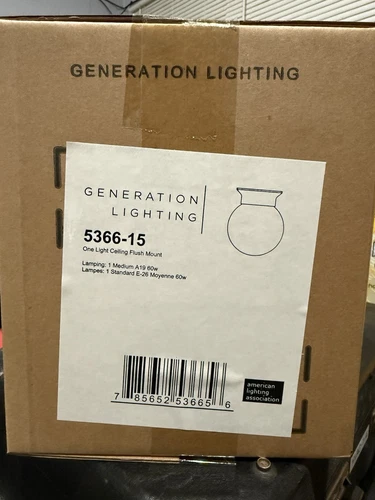 GENERATION LIGHTING
GENERATION
LIGHTING
5366-15
One Light Ceiling Flush Mount
Lamping: 1 Medium A19 60w
Lampes: 1 Standard E-26 Moyenne 60w
american
lighting
association
7 85652 53665 6